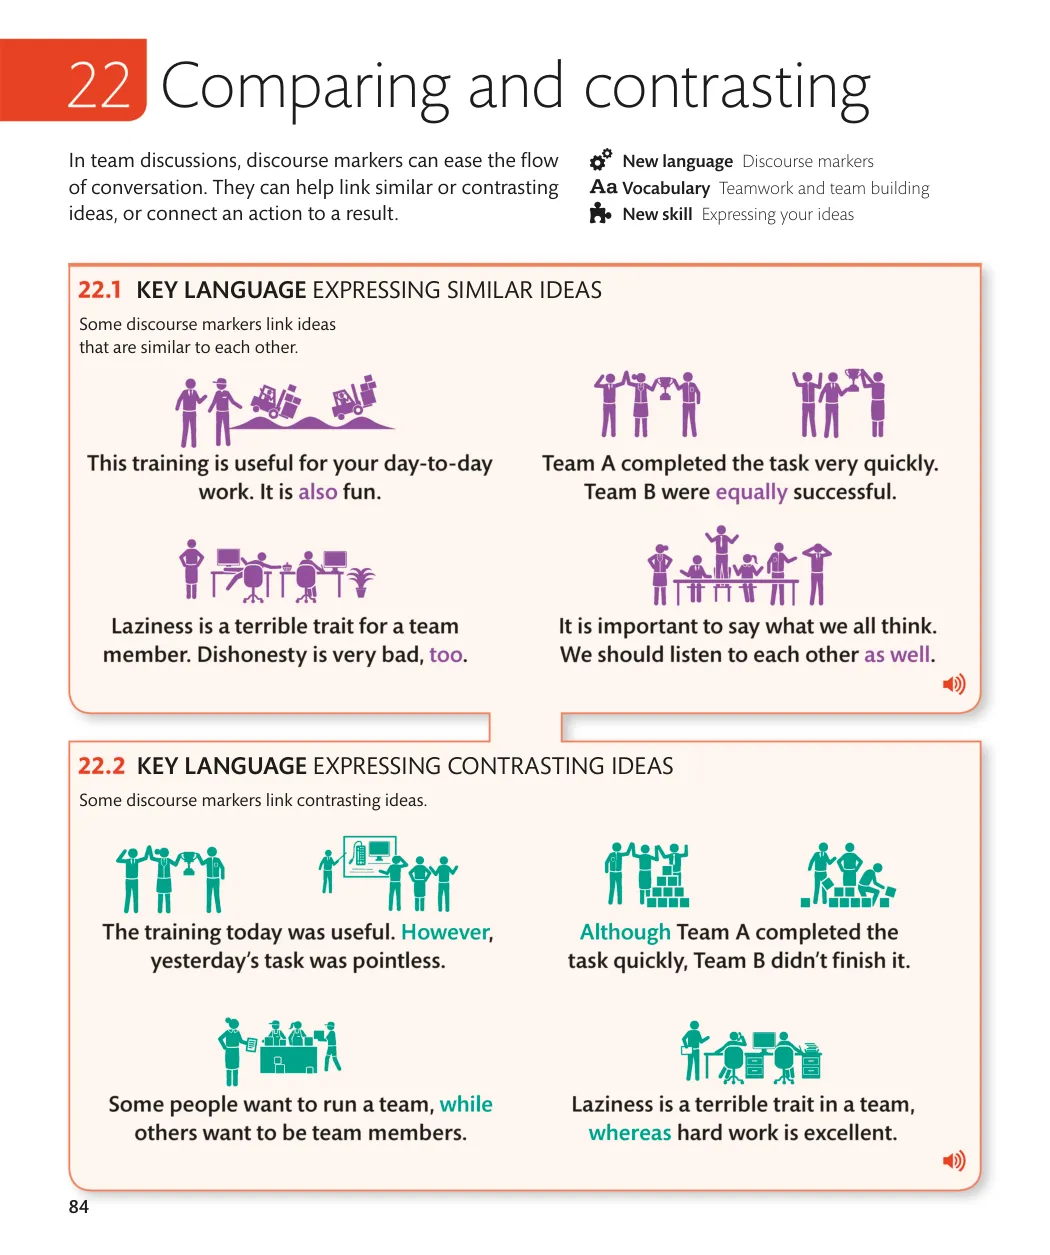 22 Comparing and contrasting
In team discussions, discourse markers can ease the flow
of conversation. They can help link similar or contrasting
ideas, or connect an action to a result.
New language Discourse markers
Aa Vocabulary Teamwork and team building
New skill Expressing your ideas
22.1 KEY LANGUAGE EXPRESSING SIMILAR IDEAS
Some discourse markers link ideas
that are similar to each other.
This training is useful for your day-to-day
work. It is also fun.
Team A completed the task very quickly.
Team B were equally successful.
Laziness is a terrible trait for a team
member. Dishonesty is very bad, too.
It is important to say what we all think.
We should listen to each other as well.
22.2 KEY LANGUAGE EXPRESSING CONTRASTING IDEAS
Some discourse markers link contrasting ideas.
The training today was useful. However,
yesterday's task was pointless.
Although Team A completed the
task quickly, Team B didn't finish it.
Some people want to run a team, while
others want to be team members.
Laziness is a terrible trait in a team,
whereas hard work is excellent.
84